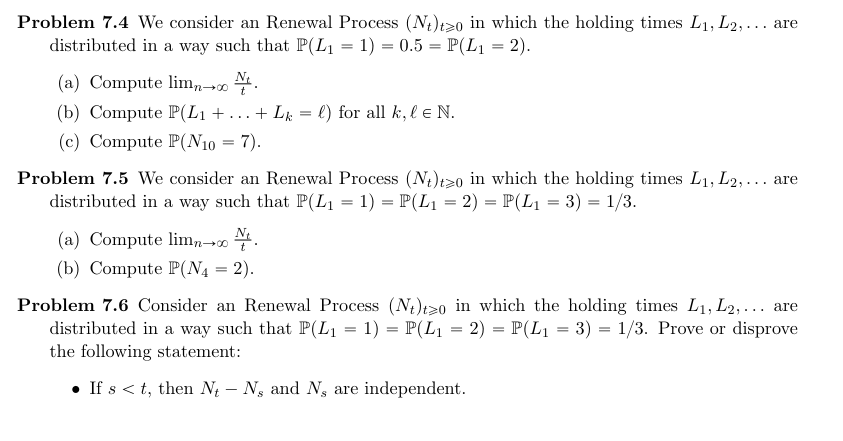 Problem 7.4 We consider an Renewal Process (N_t)_{t⩾0} in which the holding times L_1, L_2, . . . are
distributed in a way such that ℙ(L_1 = 1) = 0.5 = ℙ(L_1 = 2).
(a) Compute lim_{n→∞} N_t/t.
(b) Compute ℙ(L_1 + . . . + L_k = ℓ) for all k, ℓ ∈ ℕ.
(c) Compute ℙ(N_10 = 7).
Problem 7.5 We consider an Renewal Process (N_t)_{t⩾0} in which the holding times L_1, L_2, . . . are
distributed in a way such that ℙ(L_1 = 1) = ℙ(L_1 = 2) = ℙ(L_1 = 3) = 1/3.
(a) Compute lim_{n→∞} N_t/t.
(b) Compute ℙ(N_4 = 2).
Problem 7.6 Consider an Renewal Process (N_t)_{t⩾0} in which the holding times L_1, L_2, . . . are
distributed in a way such that ℙ(L_1 = 1) = ℙ(L_1 = 2) = ℙ(L_1 = 3) = 1/3. Prove or disprove
the following statement:
• If s < t, then N_t − N_s and N_s are independent.